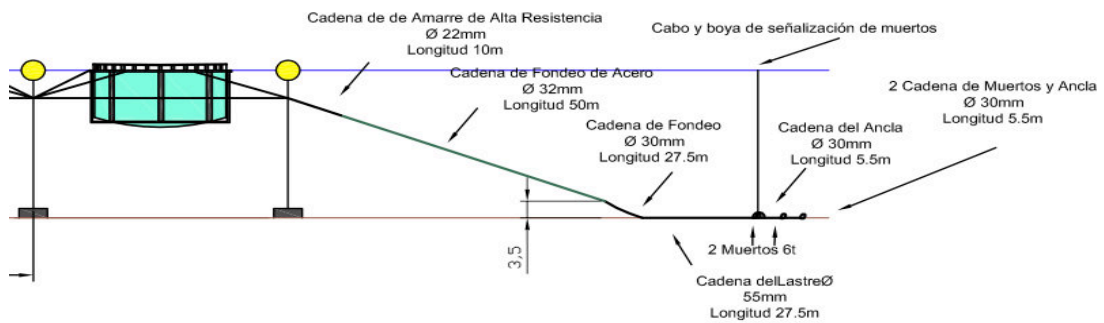 Cadena de de Amarre de Alta Resistencia
Ø 22mm
Longitud 10m
Cabo y boya de señalización de muertos
Cadena de Fondeo de Acero
Ø 32mm
Longitud 50m
2 Cadena de Muertos y Ancla
Ø 30mm
Longitud 5.5m
Cadena de Fondeo
Ø 30mm
Longitud 27.5m
Cadena del Ancla
Ø 30mm
Longitud 5.5m
3,5
2 Muertos 6t
Cadena delLastreØ
55mm
Longitud 27.5m